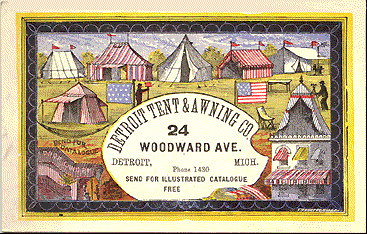 DETROIT TENT & AWNING CO.
24
WOODWARD AVE.
DETROIT, MICH.
Phone 1430
SEND FOR ILLUSTRATED CATALOGUE
FREE
SEND FOR
CATALOGUE